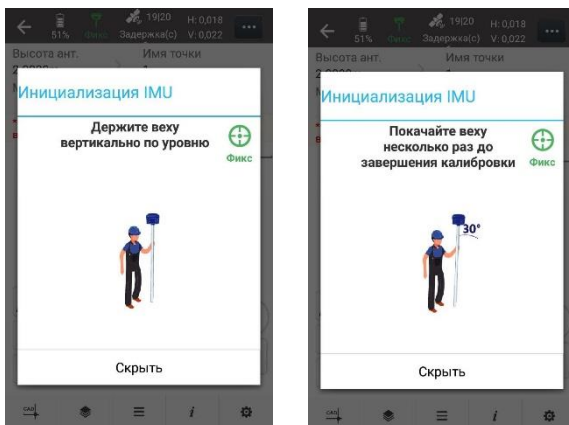 19|20 H:0,018
51% Фикс Задержка(с) V:0,022
Высота ант. Имя
точки
Инициализация IMU
Держите веху
вертикально по уровню
Фикс
Скрыть
CAD
19|20 H:0,018
51% Фикс Задержка(с) V:0,022
Высота ант. Имя
точки
Инициализация IMU
Покачайте веху
несколько раз до
завершения калибровки
Фикс
30°
Скрыть
CAD